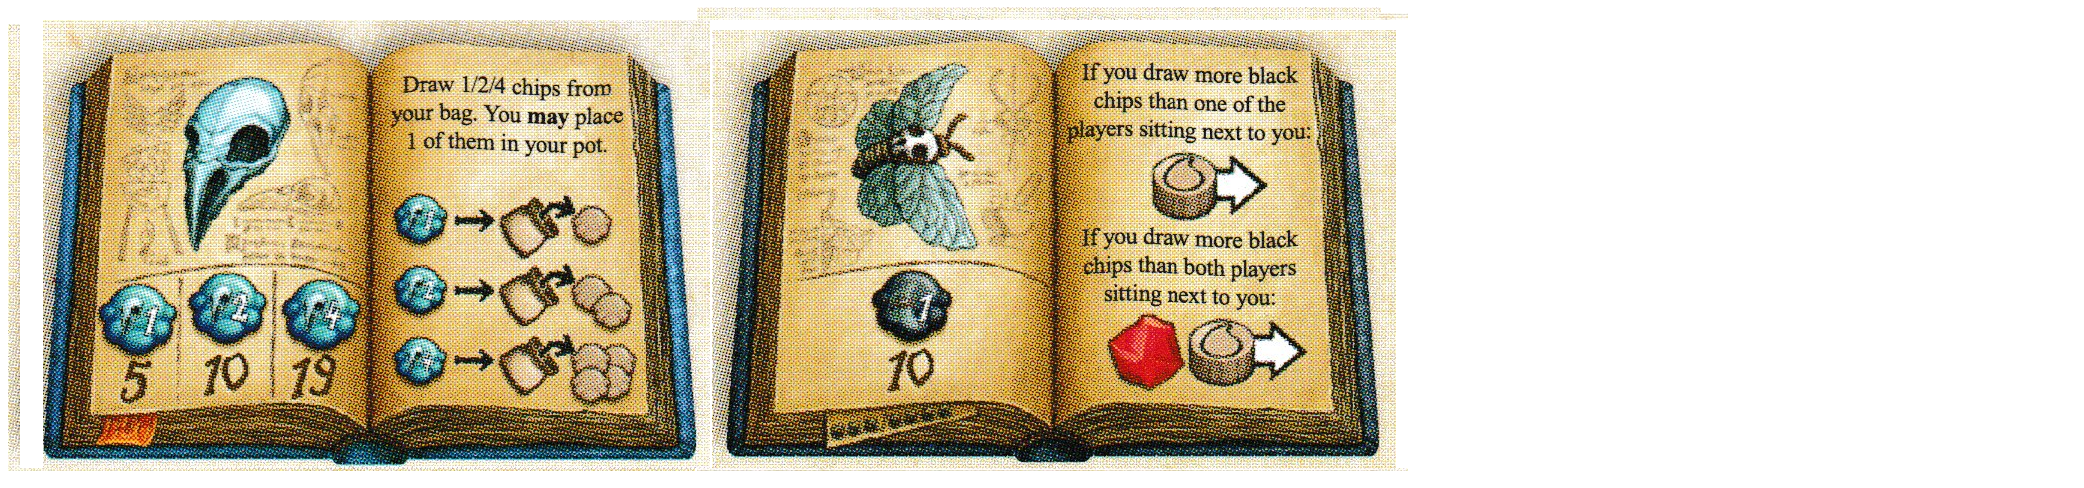 Draw 1/2/4 chips from
your bag. You may place
1 of them in your pot.
1
2
4
1 2 4
5 10 19
If you draw more black
chips than one of the
players sitting next to you:
If you draw more black
chips than both players
sitting next to you:
1
10